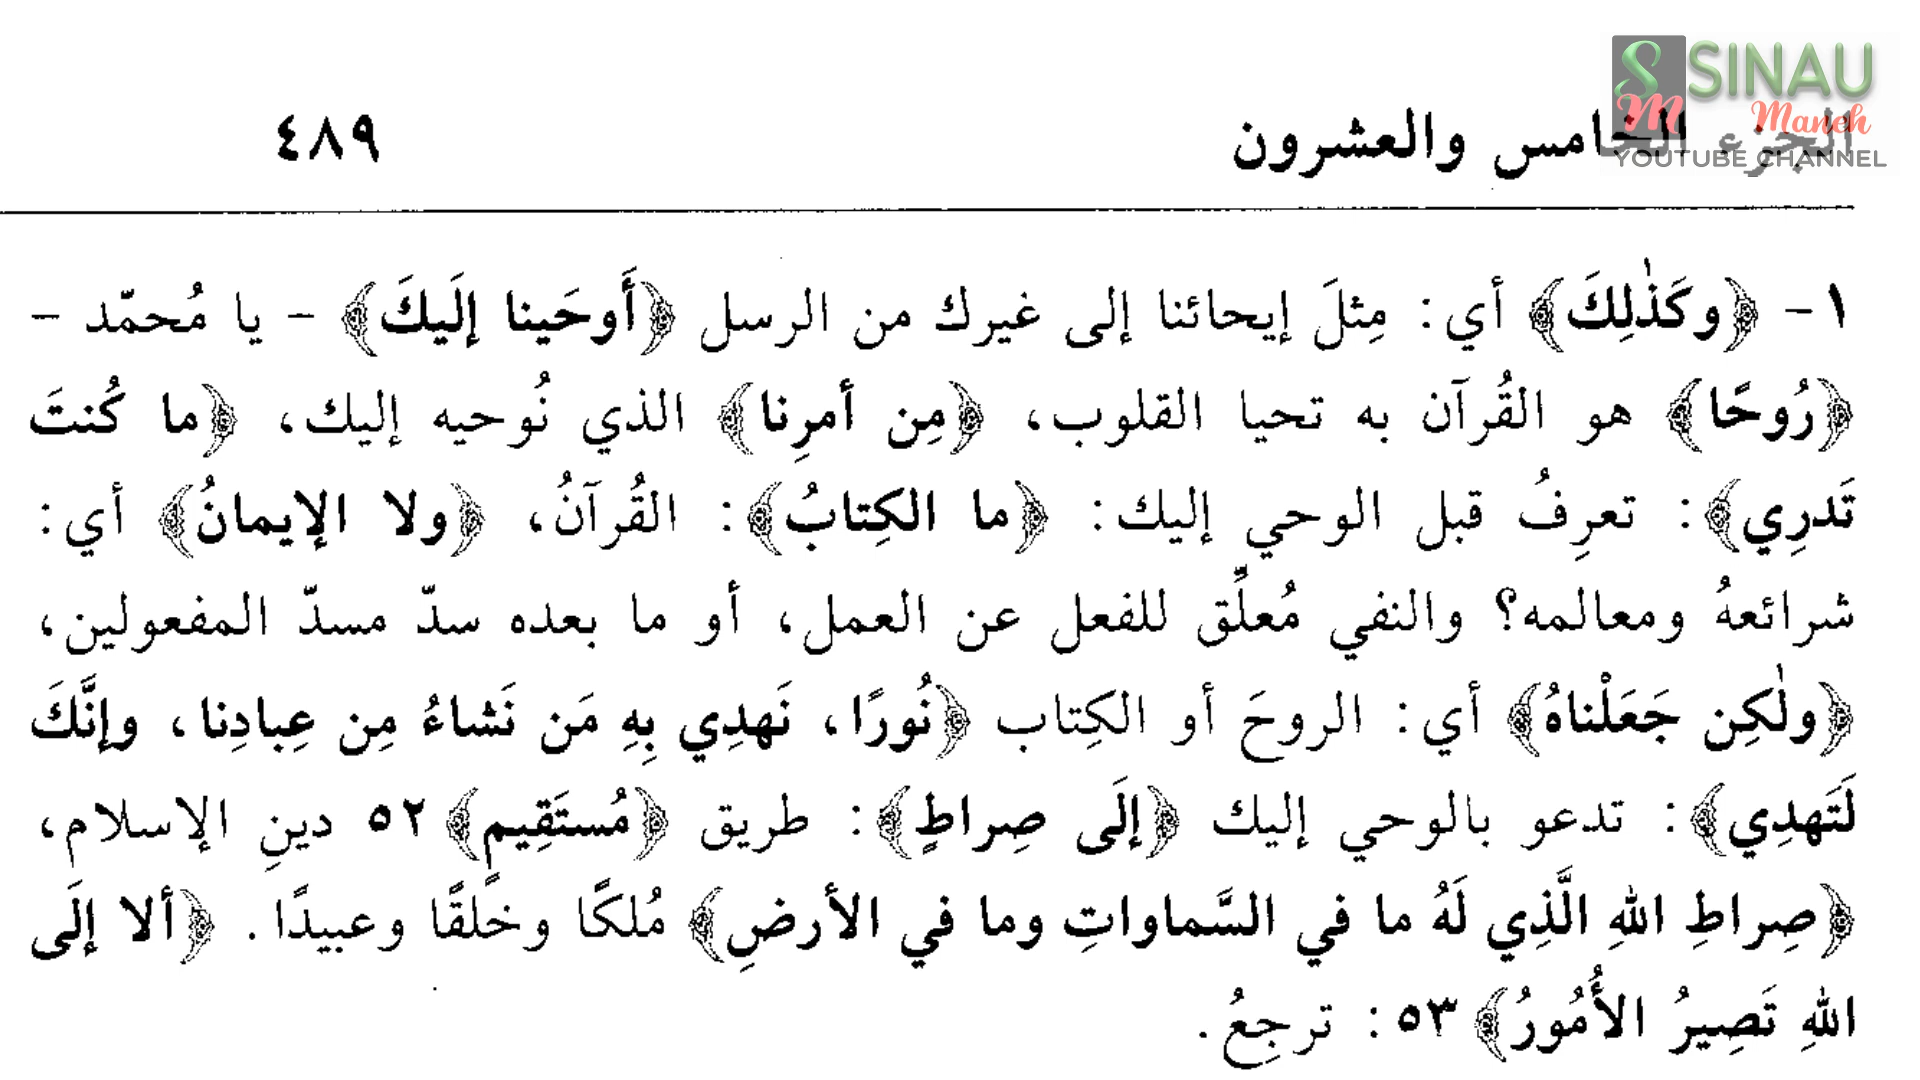 SINAU
Maneh
YOUTUBE CHANNEL
الجزء الخامس والعشرون ٤٨٩
١ - ﴿وكَذٰلِكَ﴾ أي: مِثلَ إيحائنا إلى غيرك من الرسل ﴿أَوحَينا إلَيكَ﴾ - يا مُحمّد -
﴿رُوحًا﴾ هو القُرآن به تحيا القلوب، ﴿مِن أمرِنا﴾ الذي نُوحيه إليك، ﴿ما كُنتَ
تَدرِي﴾: تعرِفُ قبل الوحي إليك: ﴿ما الكِتابُ﴾: القُرآنُ، ﴿ولا الإيمانُ﴾ أي:
شرائعهُ ومعالمه؟ والنفي مُعلِّق للفعل عن العمل، أو ما بعده سدّ مسدّ المفعولين،
﴿ولٰكِن جَعَلْناهُ﴾ أي: الروحَ أو الكِتاب ﴿نُورًا، نَهدِي بِهِ مَن نَشاءُ مِن عِبادِنا، وإنَّكَ
لَتَهدِي﴾: تدعو بالوحي إليك ﴿إلَى صِراطٍ﴾: طريق ﴿مُستَقِيمٍ﴾ ٥٢ دينِ الإسلام،
﴿صِراطِ اللهِ الَّذِي لَهُ ما في السَّماواتِ وما في الأرضِ﴾ مُلكًا وخلقًا وعبيدًا. ﴿ألا إلَى
اللهِ تَصِيرُ الأُمُورُ﴾ ٥٣: ترجِعُ.